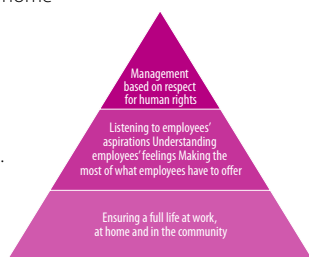 home
Management
based on respect
for human rights
Listening to employees'
aspirations Understanding
employees' feelings Making the
most of what employees have to offer
Ensuring a full life at work,
at home and in the community